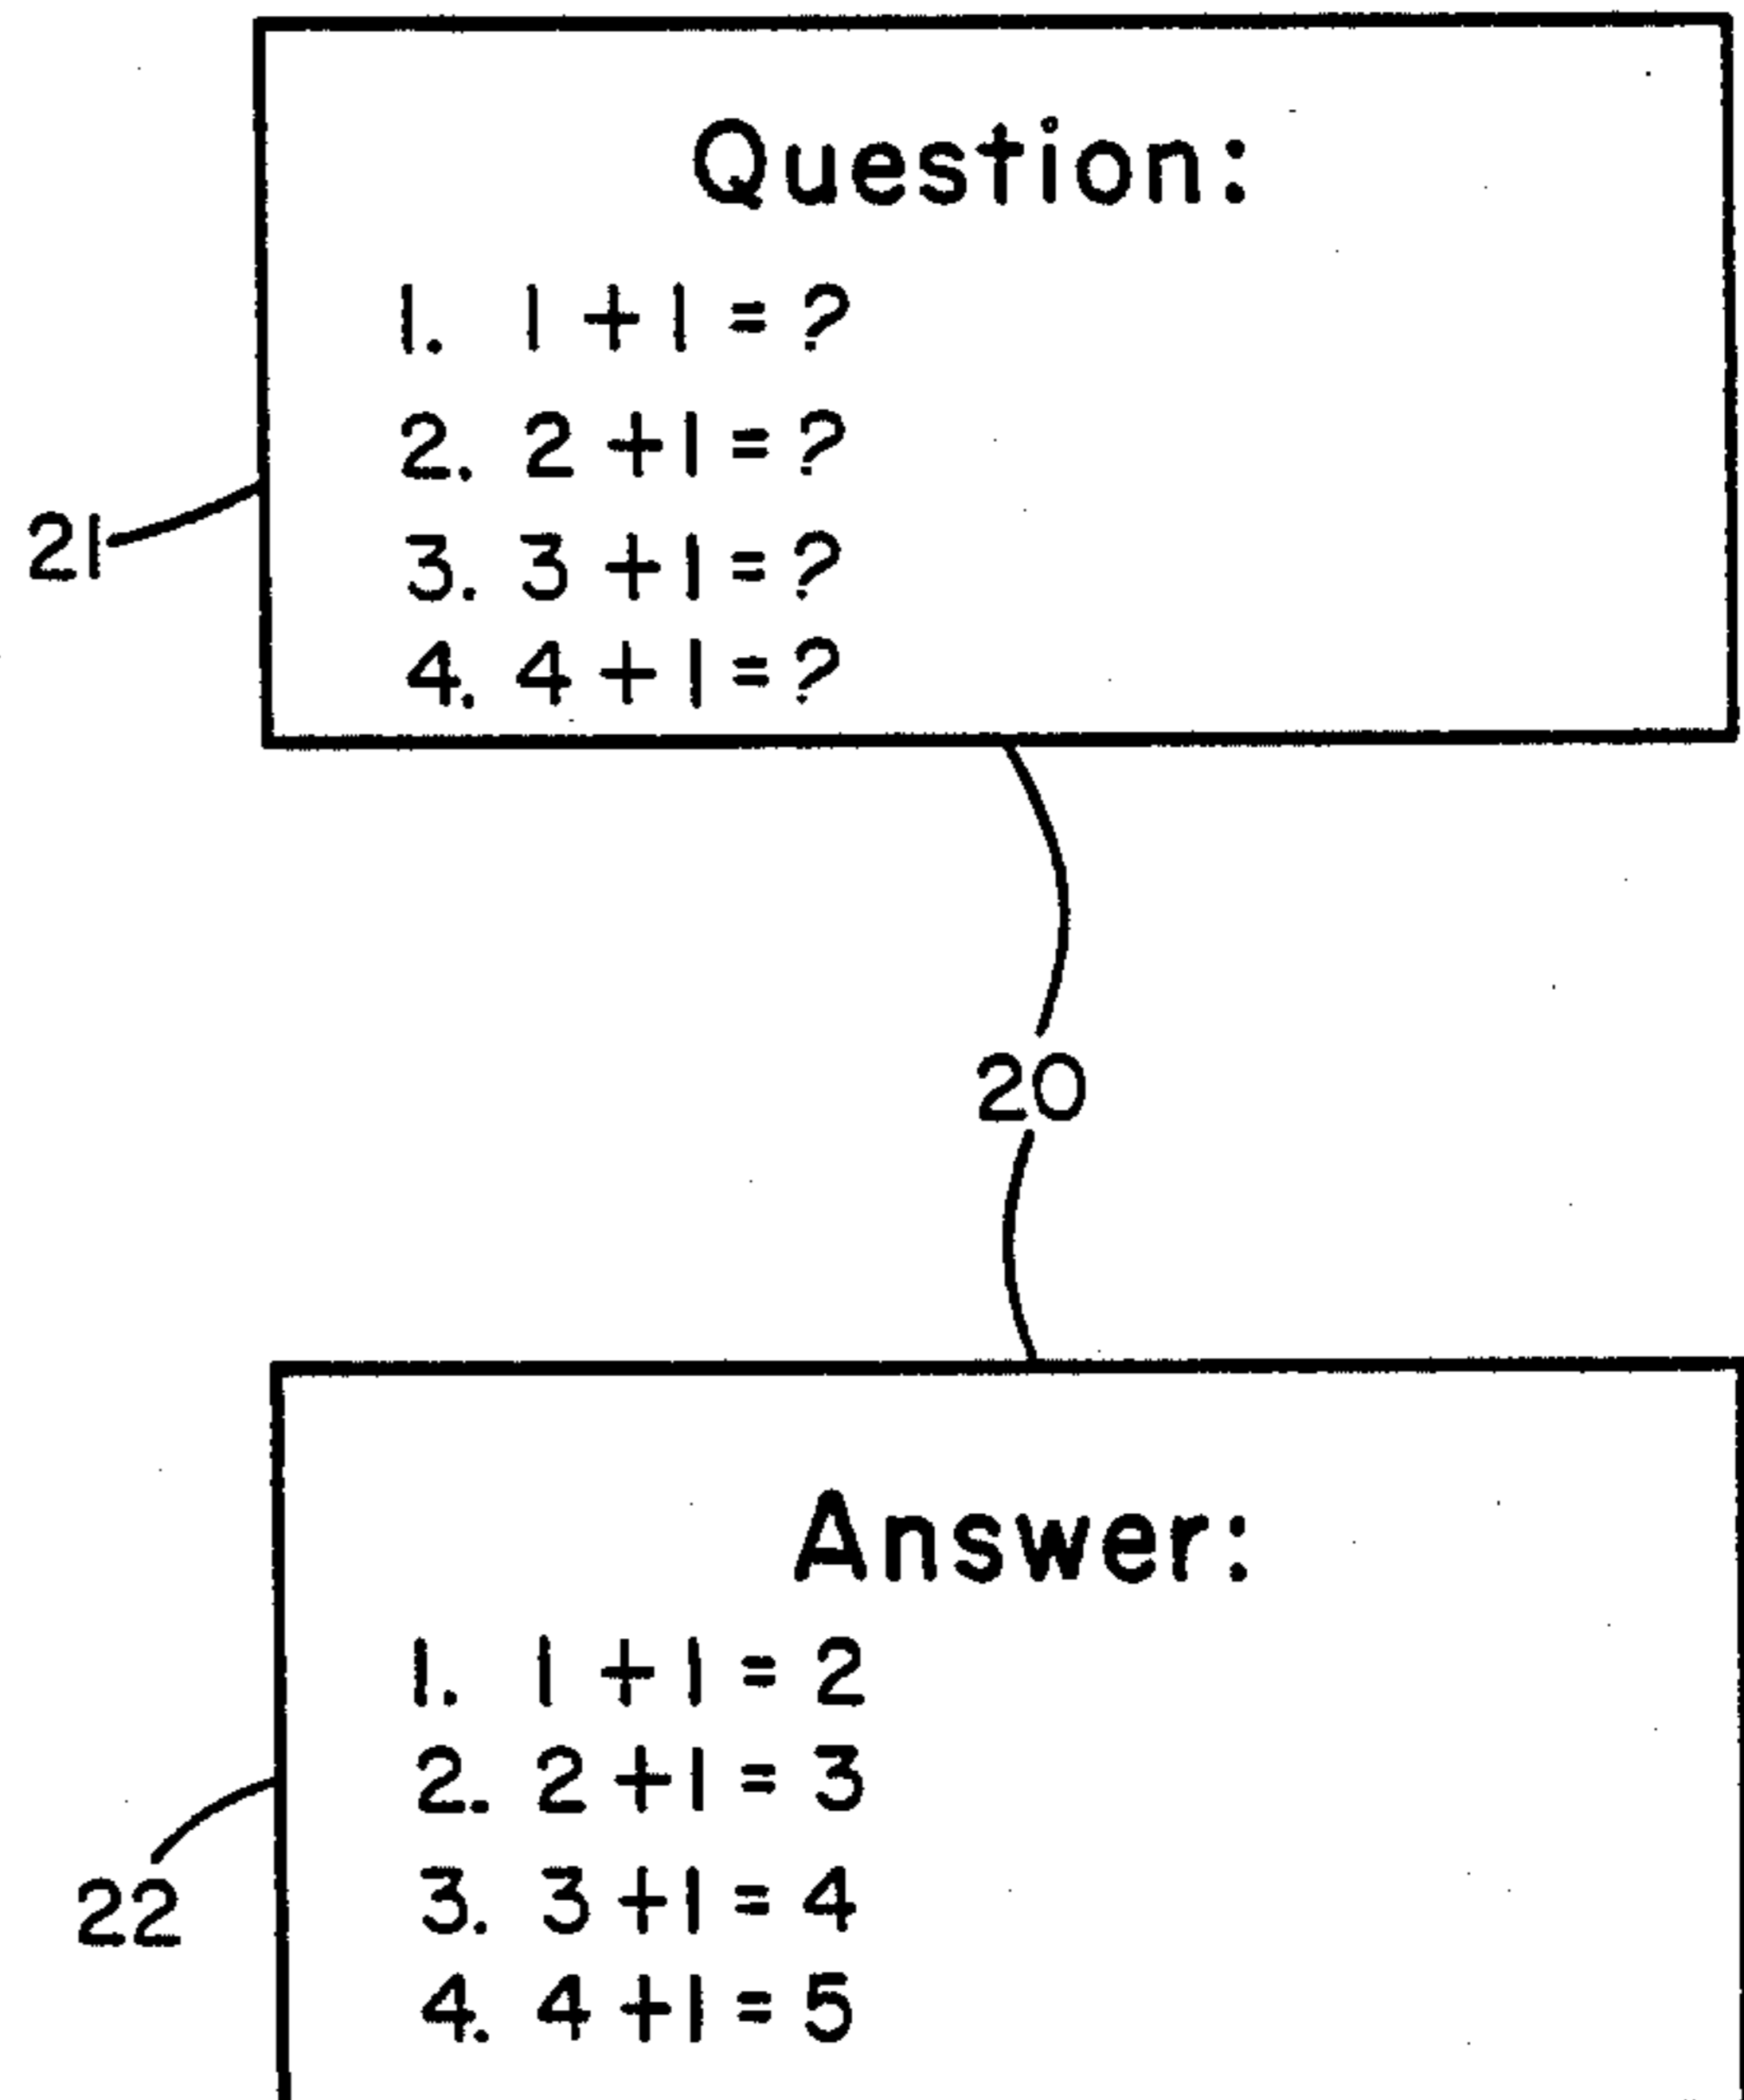 Question:
1. 1 + 1 = ?
2. 2 + 1 = ?
3. 3 + 1 = ?
4. 4 + 1 = ?
21
20
Answer:
1. 1 + 1 = 2
2. 2 + 1 = 3
3. 3 + 1 = 4
4. 4 + 1 = 5
22